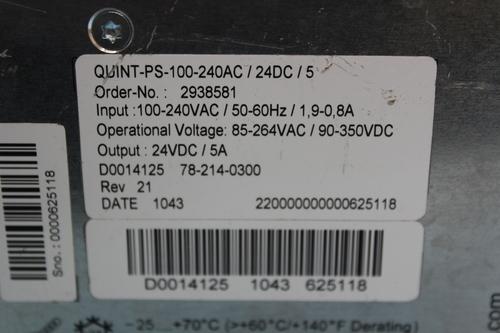 QUINT-PS-100-240AC / 24DC / 5
Order-No.: 2938581
Input :100-240VAC / 50-60Hz / 1,9-0,8A
Operational Voltage: 85-264VAC / 90-350VDC
Output : 24VDC / 5A
D0014125 78-214-0300
Rev 21
DATE 1043 220000000000625118
Sno.: 0000625118
D0014125 1043 625118
-25...+70°C (>+60°C/+140°F Derating)